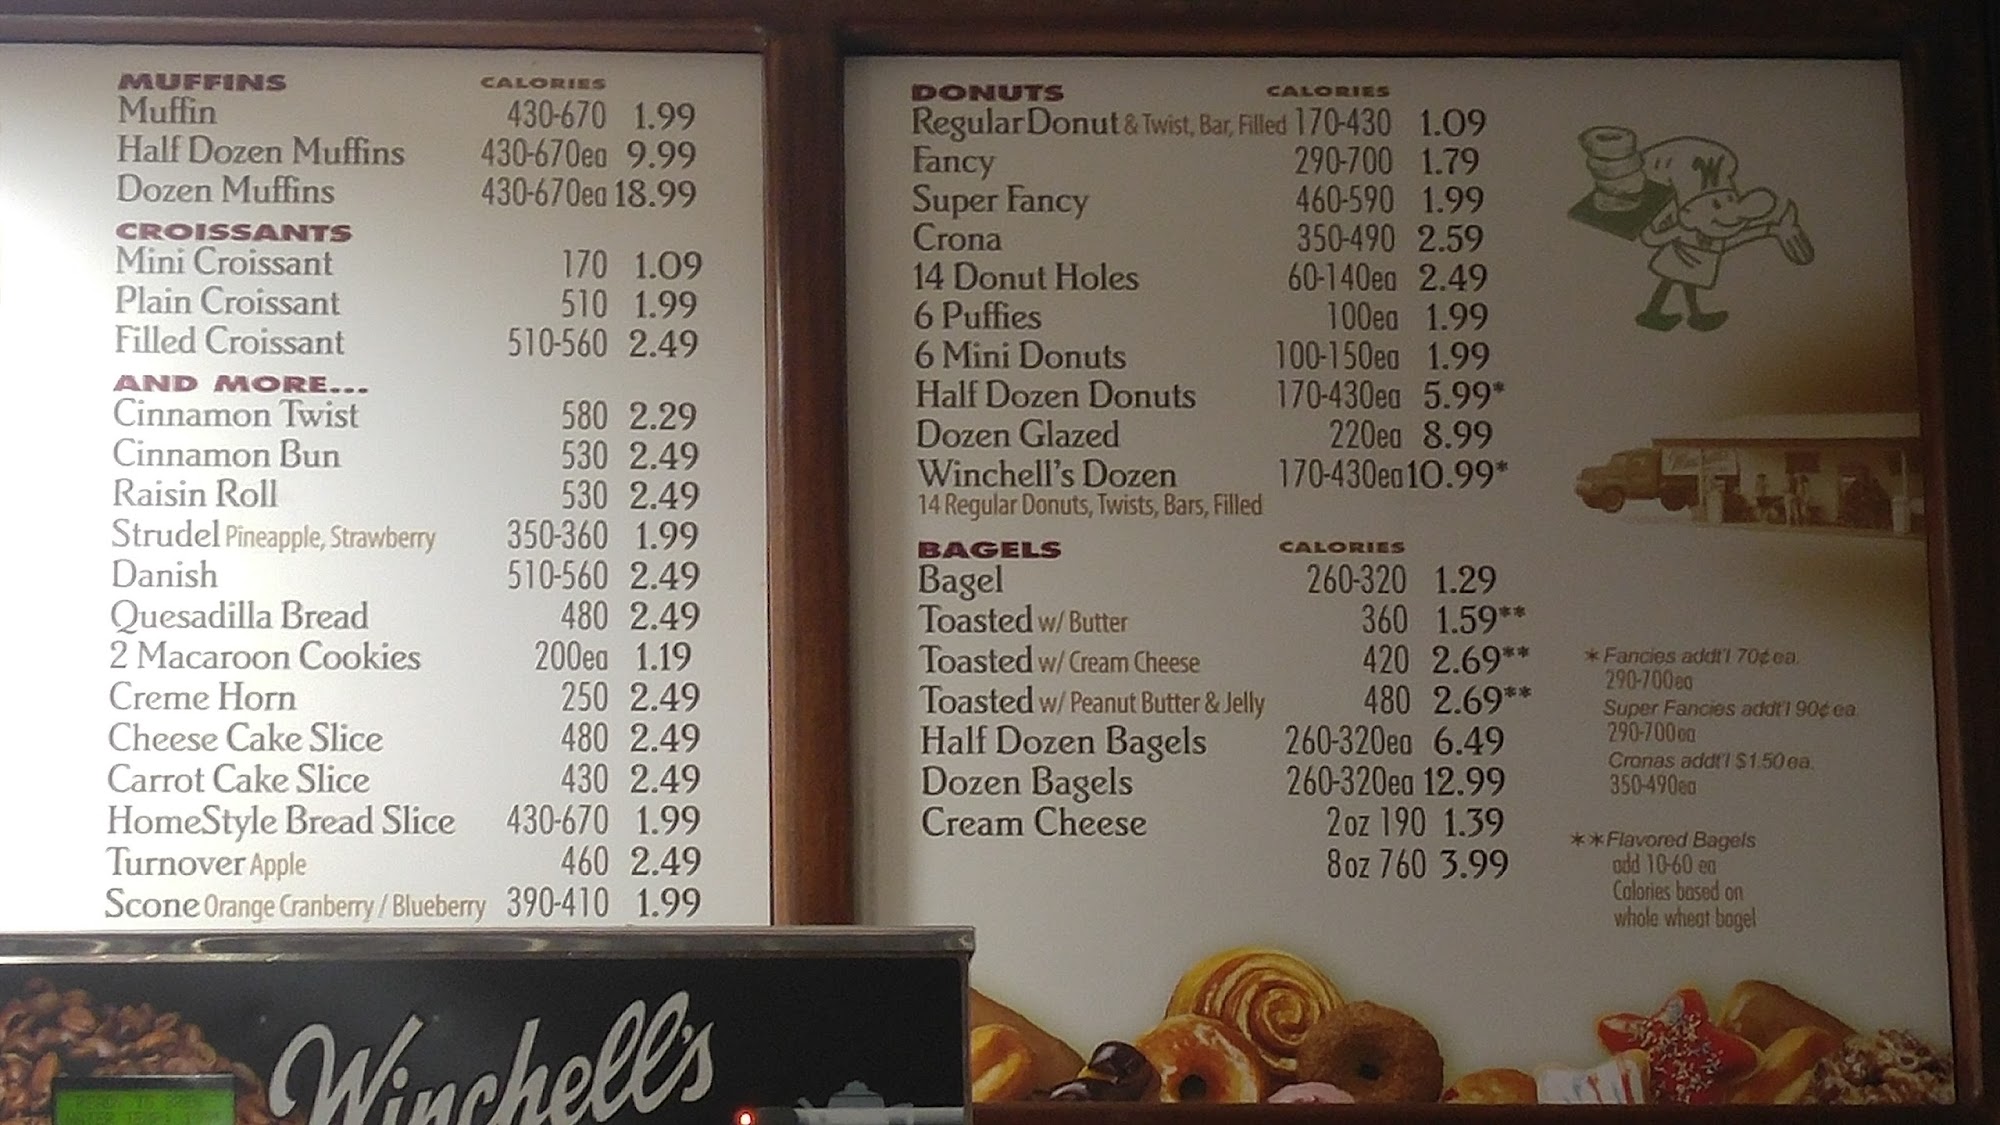 MUFFINS CALORIES
Muffin 430-670 1.99
Half Dozen Muffins 430-670ea 9.99
Dozen Muffins 430-670ea 18.99
CROISSANTS
Mini Croissant 170 1.09
Plain Croissant 510 1.99
Filled Croissant 510-560 2.49
AND MORE...
Cinnamon Twist 580 2.29
Cinnamon Bun 530 2.49
Raisin Roll 530 2.49
Strudel Pineapple, Strawberry 350-360 1.99
Danish 510-560 2.49
Quesadilla Bread 480 2.49
2 Macaroon Cookies 200ea 1.19
Creme Horn 250 2.49
Cheese Cake Slice 480 2.49
Carrot Cake Slice 430 2.49
HomeStyle Bread Slice 430-670 1.99
Turnover Apple 460 2.49
Scone Orange Cranberry / Blueberry 390-410 1.99
Winchell's
DONUTS CALORIES
Regular Donut & Twist, Bar, Filled 170-430 1.09
Fancy 290-700 1.79
Super Fancy 460-590 1.99
Crona 350-490 2.59
14 Donut Holes 60-140ea 2.49
6 Puffies 100ea 1.99
6 Mini Donuts 100-150ea 1.99
Half Dozen Donuts 170-430ea 5.99*
Dozen Glazed 220ea 8.99
Winchell's Dozen 170-430ea 10.99*
14 Regular Donuts, Twists, Bars, Filled
BAGELS CALORIES
Bagel 260-320 1.29
Toasted w/ Butter 360 1.59**
Toasted w/ Cream Cheese 420 2.69**
Toasted w/ Peanut Butter & Jelly 480 2.69**
Half Dozen Bagels 260-320ea 6.49
Dozen Bagels 260-320ea 12.99
Cream Cheese 2oz 190 1.39
8oz 760 3.99
W
* Fancies addt'l 70¢ ea.
290-700ea
Super Fancies addt'l 90¢ ea.
290-700ea
Cronas addt'l $1.50 ea.
350-490ea
**Flavored Bagels
add 10-60 ea
Calories based on
whole wheat bagel